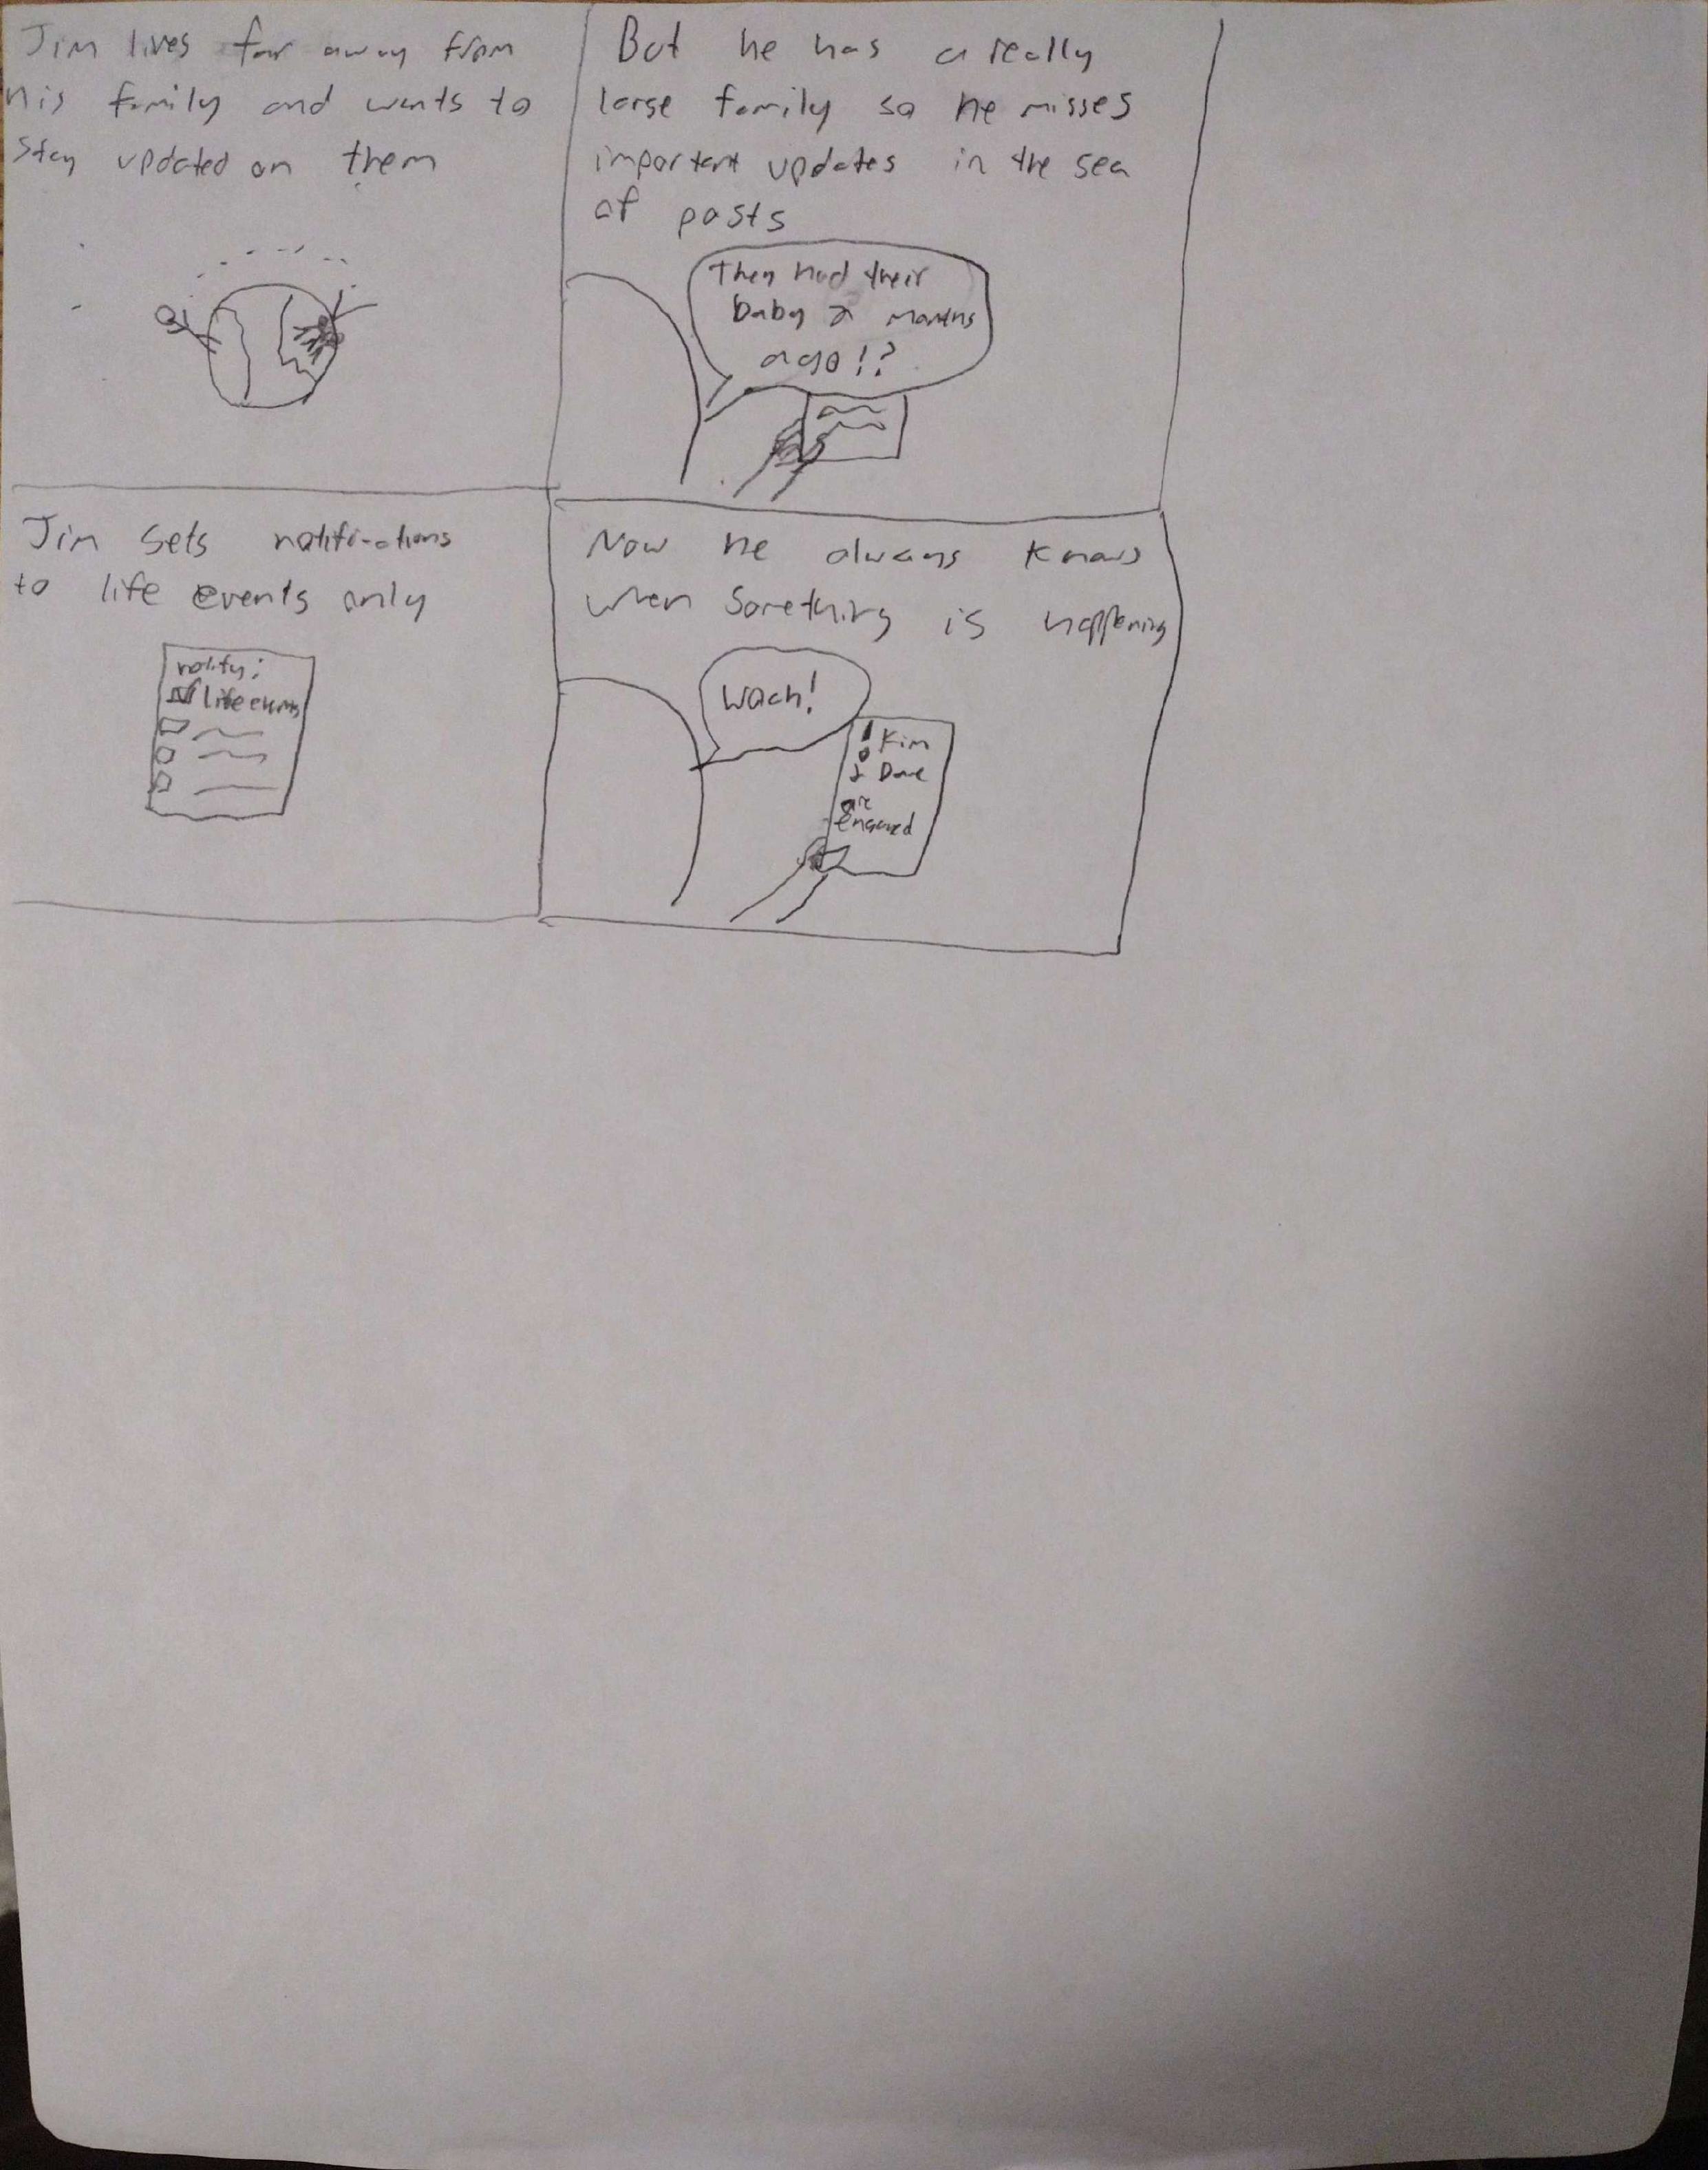 Jim lives far away from
his family and wants to
stay updated on them
But he has a really
large family so he misses
important updates in the sea
of posts
They had their
baby 2 months
ago!?
Jim sets notifications
to life events only
notify:
life events
Now he always knows
when something is happening
Woah!
! Kim
& Dave
are
engaged